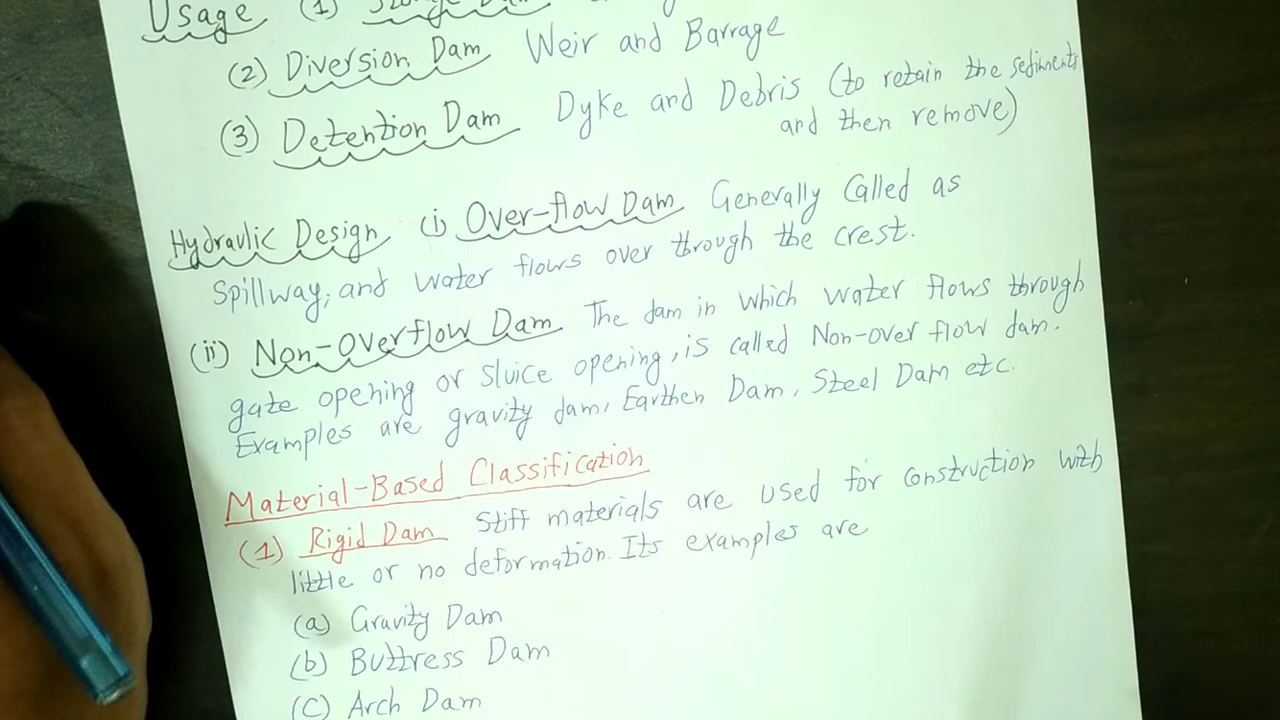 Usage (1) Storage Dam
(2) Diversion Dam Weir and Barrage
(3) Detention Dam Dyke and Debris (to retain the sediments
and then remove)
Hydraulic Design (i) Over-flow Dam Generally Called as
Spillway, and water flows over through the crest.
(ii) Non-Overflow Dam The dam in which water flows through
gate opening or sluice opening, is called Non-over flow dam.
Examples are gravity dam, Earthen Dam, Steel Dam etc.
Material-Based Classification
(1) Rigid Dam Stiff materials are used for construction with
little or no deformation. Its examples are
(a) Gravity Dam
(b) Buttress Dam
(C) Arch Dam